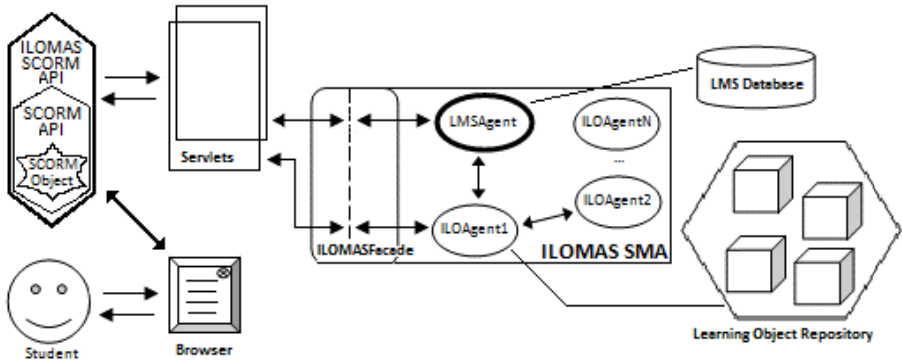 ILOMAS
SCORM
API
SCORM
API
SCORM
Object
Servlets
LMSAgent
ILOAgentN
...
ILOAgent2
ILOAgent1
ILOMASFacade
ILOMAS SMA
LMS Database
Learning Object Repository
Student
Browser